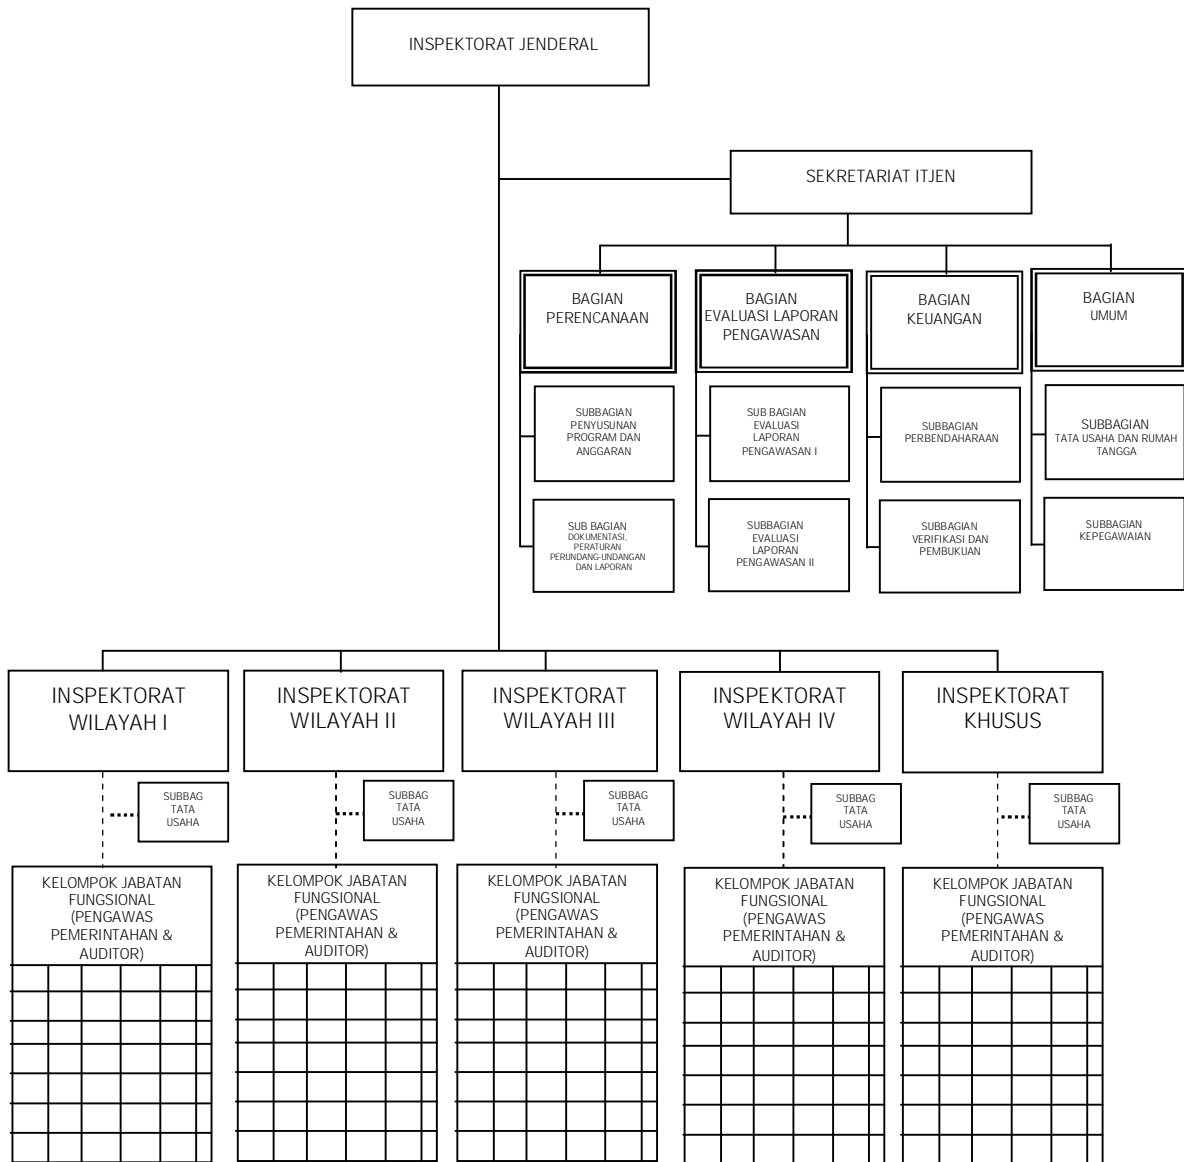 INSPEKTORAT JENDERAL
SEKRETARIAT ITJEN
BAGIAN
PERENCANAAN
BAGIAN
EVALUASI LAPORAN
PENGAWASAN
BAGIAN
KEUANGAN
BAGIAN
UMUM
SUBBAGIAN
PENYUSUNAN
PROGRAM DAN
ANGGARAN
SUB BAGIAN
EVALUASI
LAPORAN
PENGAWASAN I
SUBBAGIAN
PERBENDAHARAAN
SUBBAGIAN
TATA USAHA DAN RUMAH
TANGGA
SUB BAGIAN
DOKUMENTASI,
PERATURAN
PERUNDANG-UNDANGAN
DAN LAPORAN
SUBBAGIAN
EVALUASI
LAPORAN
PENGAWASAN II
SUBBAGIAN
VERIFIKASI DAN
PEMBUKUAN
SUBBAGIAN
KEPEGAWAIAN
INSPEKTORAT
WILAYAH I
INSPEKTORAT
WILAYAH II
INSPEKTORAT
WILAYAH III
INSPEKTORAT
WILAYAH IV
INSPEKTORAT
KHUSUS
SUBBAG
TATA
USAHA
SUBBAG
TATA
USAHA
SUBBAG
TATA
USAHA
SUBBAG
TATA
USAHA
SUBBAG
TATA
USAHA
KELOMPOK JABATAN
FUNGSIONAL
(PENGAWAS
PEMERINTAHAN &
AUDITOR)
KELOMPOK JABATAN
FUNGSIONAL
(PENGAWAS
PEMERINTAHAN &
AUDITOR)
KELOMPOK JABATAN
FUNGSIONAL
(PENGAWAS
PEMERINTAHAN &
AUDITOR)
KELOMPOK JABATAN
FUNGSIONAL
(PENGAWAS
PEMERINTAHAN &
AUDITOR)
KELOMPOK JABATAN
FUNGSIONAL
(PENGAWAS
PEMERINTAHAN &
AUDITOR)